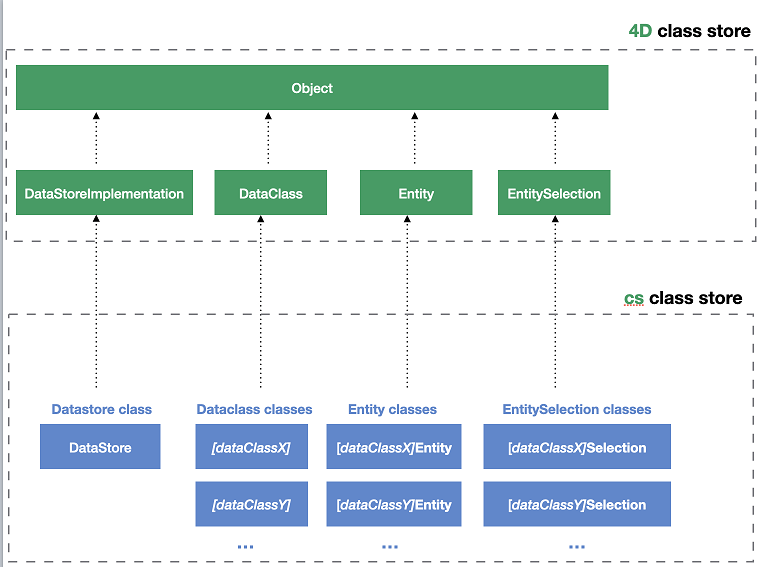 4D class store
Object
DataStoreImplementation DataClass Entity EntitySelection
cs class store
Datastore class Dataclass classes Entity classes EntitySelection classes
DataStore [dataClassX] [dataClassX]Entity [dataClassX]Selection
[dataClassY] [dataClassY]Entity [dataClassY]Selection
... ... ...